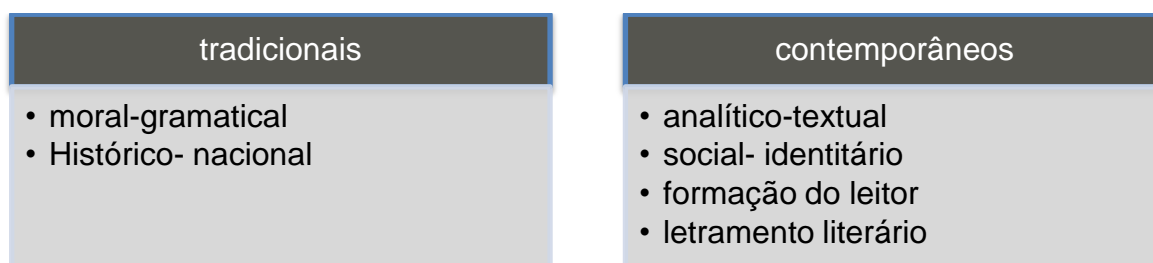 tradicionais
• moral-gramatical
• Histórico- nacional
contemporâneos
• analítico-textual
• social- identitário
• formação do leitor
• letramento literário